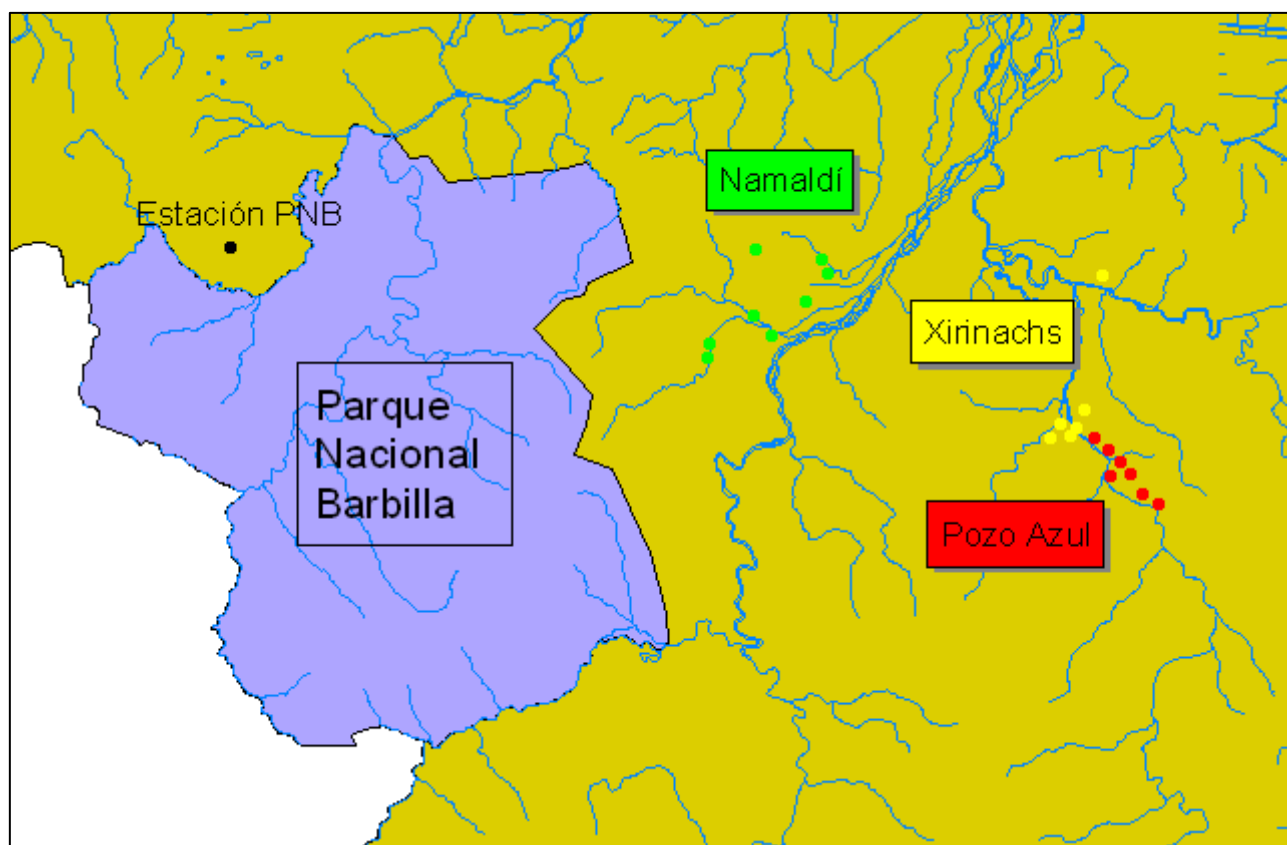 Namaldí
Estación PNB
Xirinachs
Parque
Nacional
Barbilla
Pozo Azul